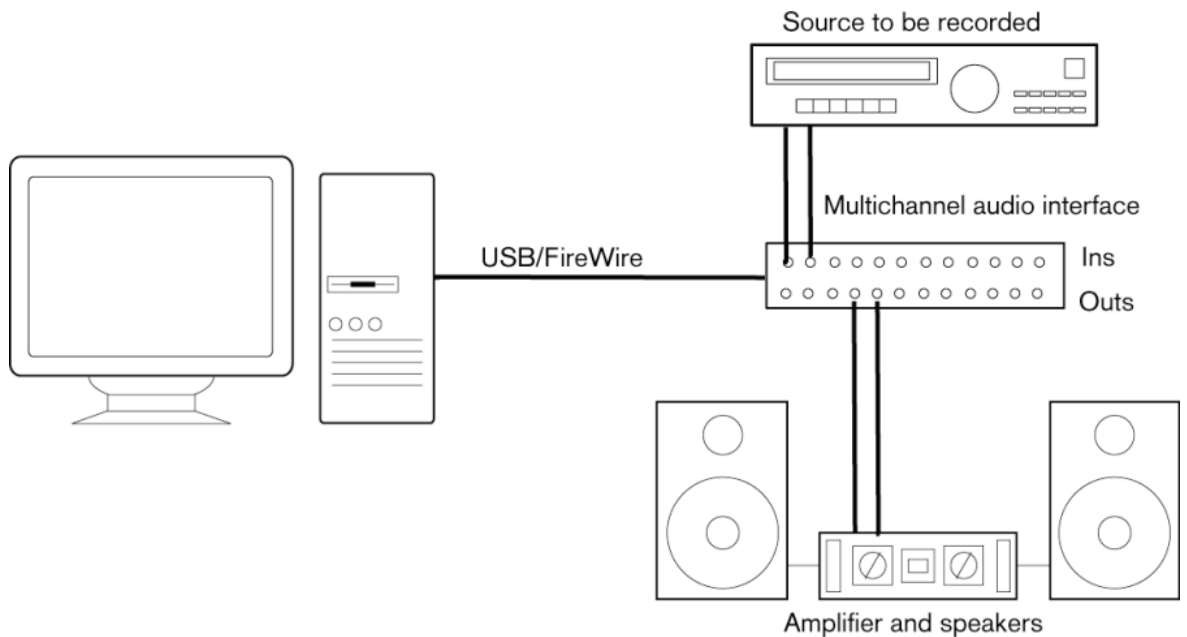 Source to be recorded
Multichannel audio interface
USB/FireWire
Ins
Outs
Amplifier and speakers